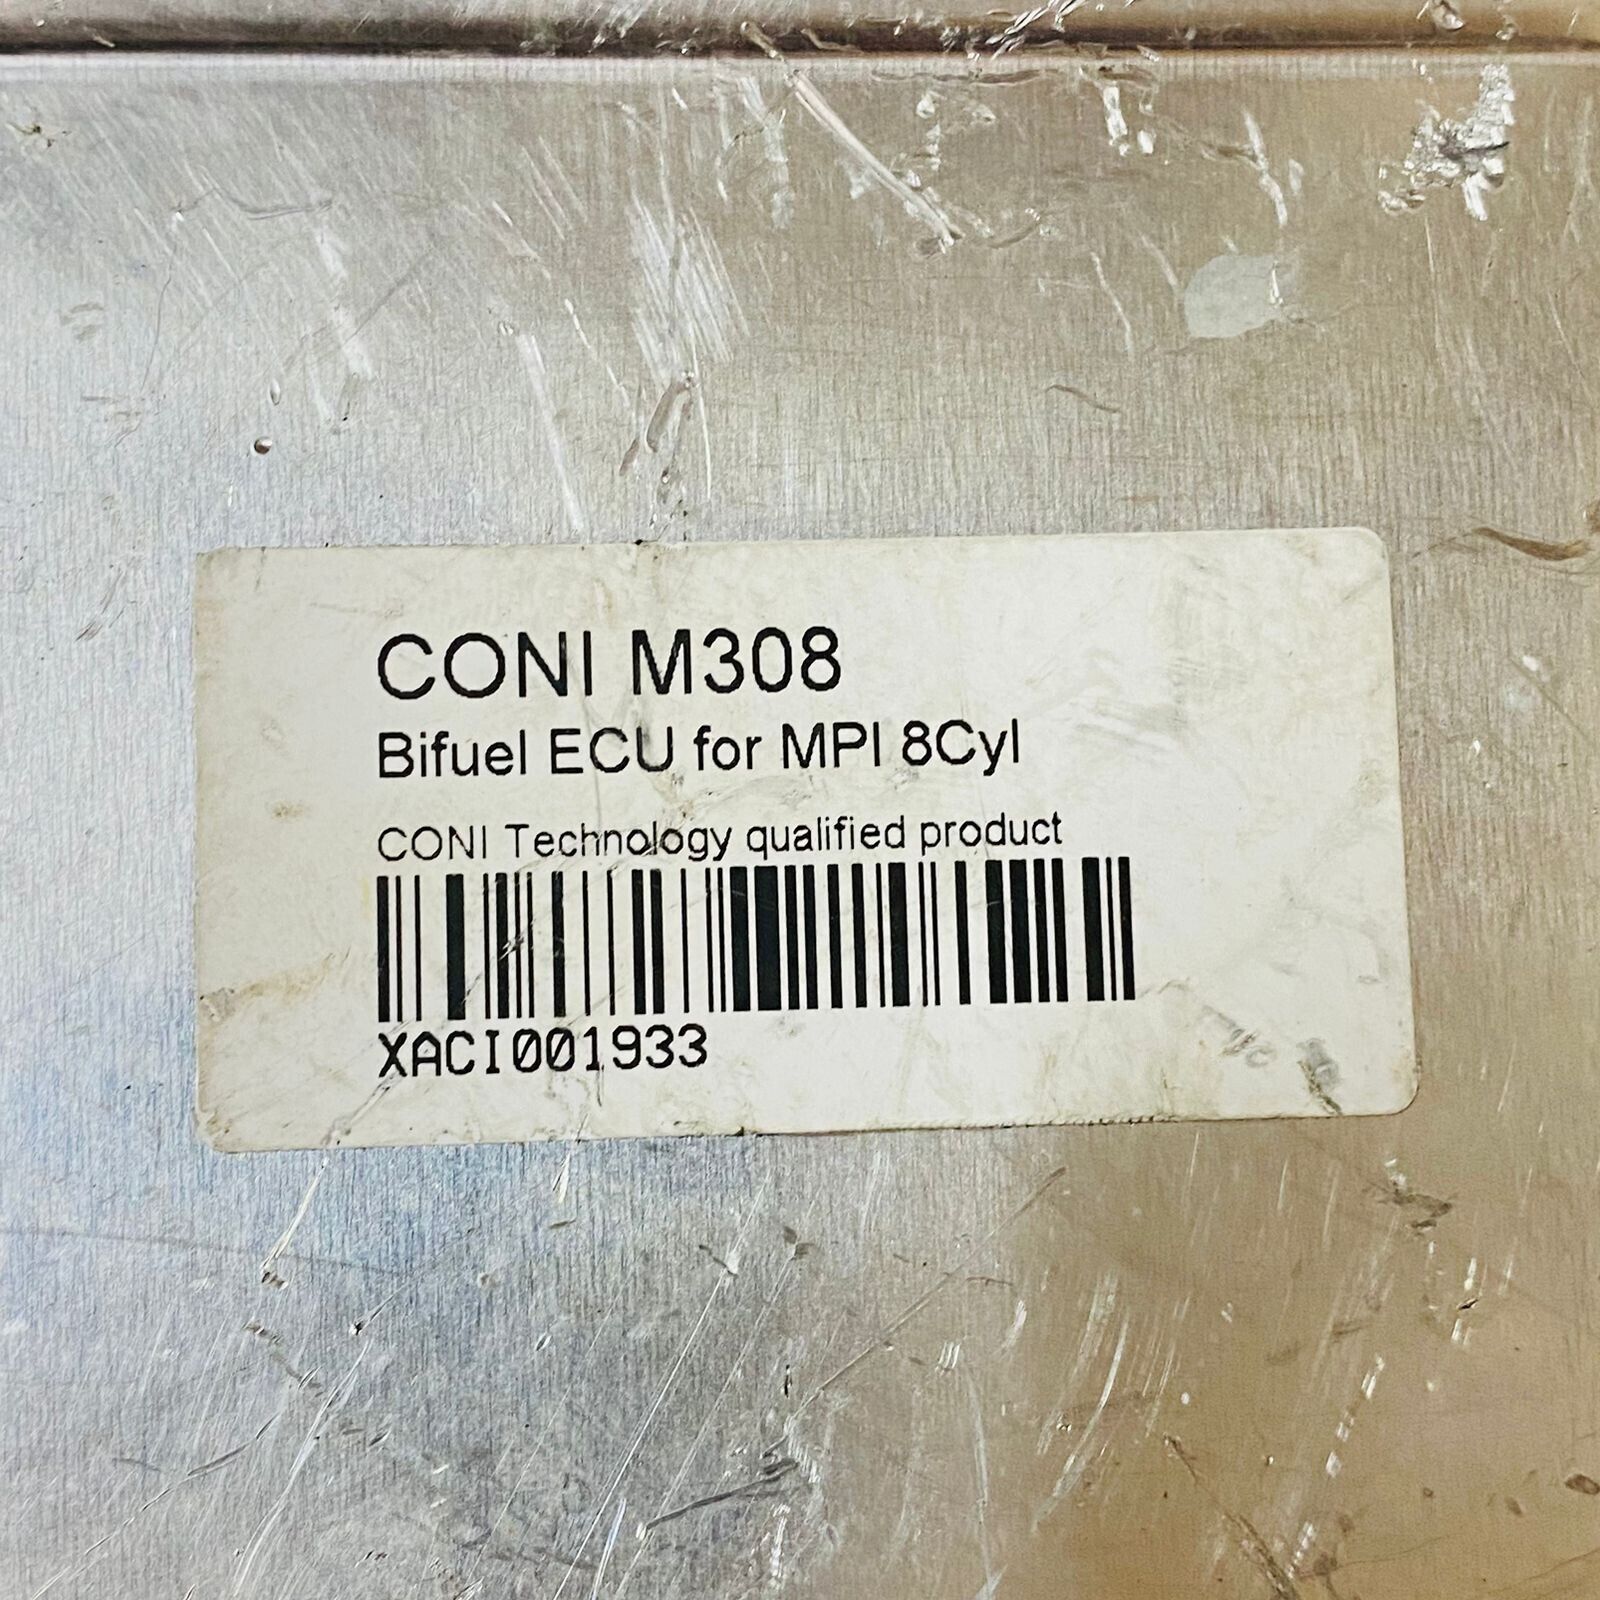 CONI M308
Bifuel ECU for MPI 8Cyl
CONI Technology qualified product
XACI001933